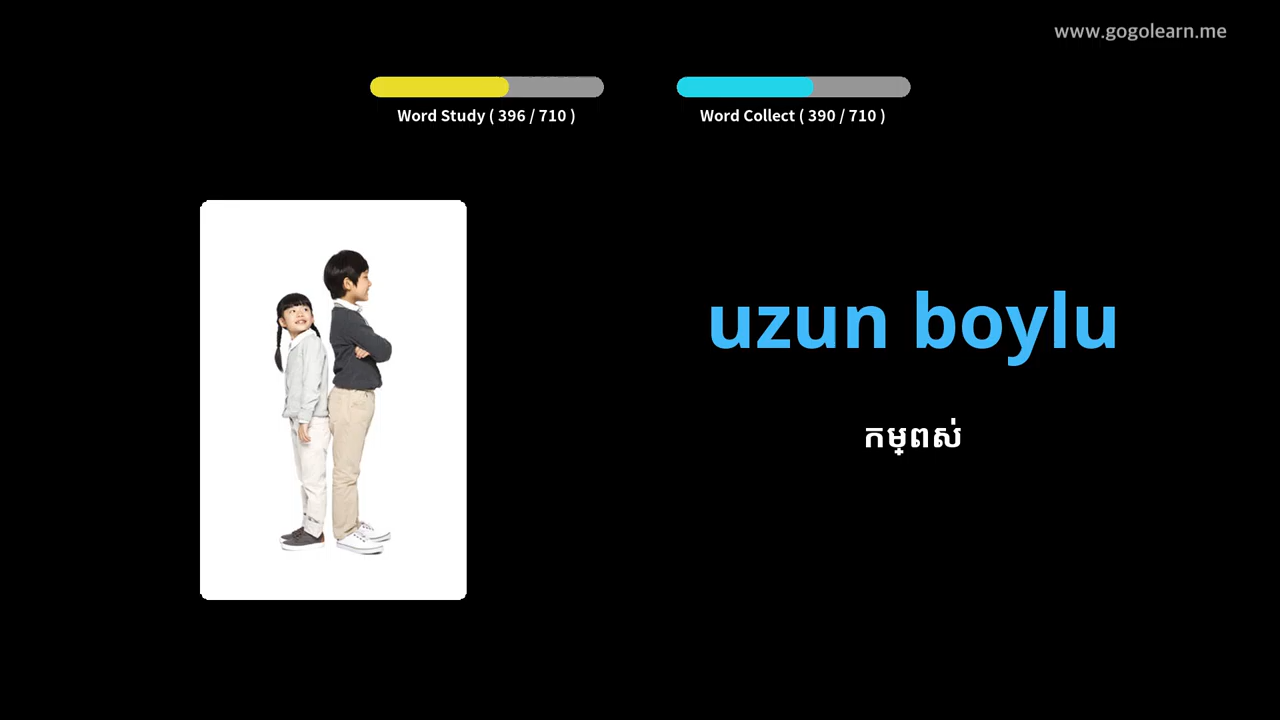 www.gogolearn.me
Word Study ( 396 / 710 )
Word Collect ( 390 / 710 )
uzun boylu
កម្ពស់